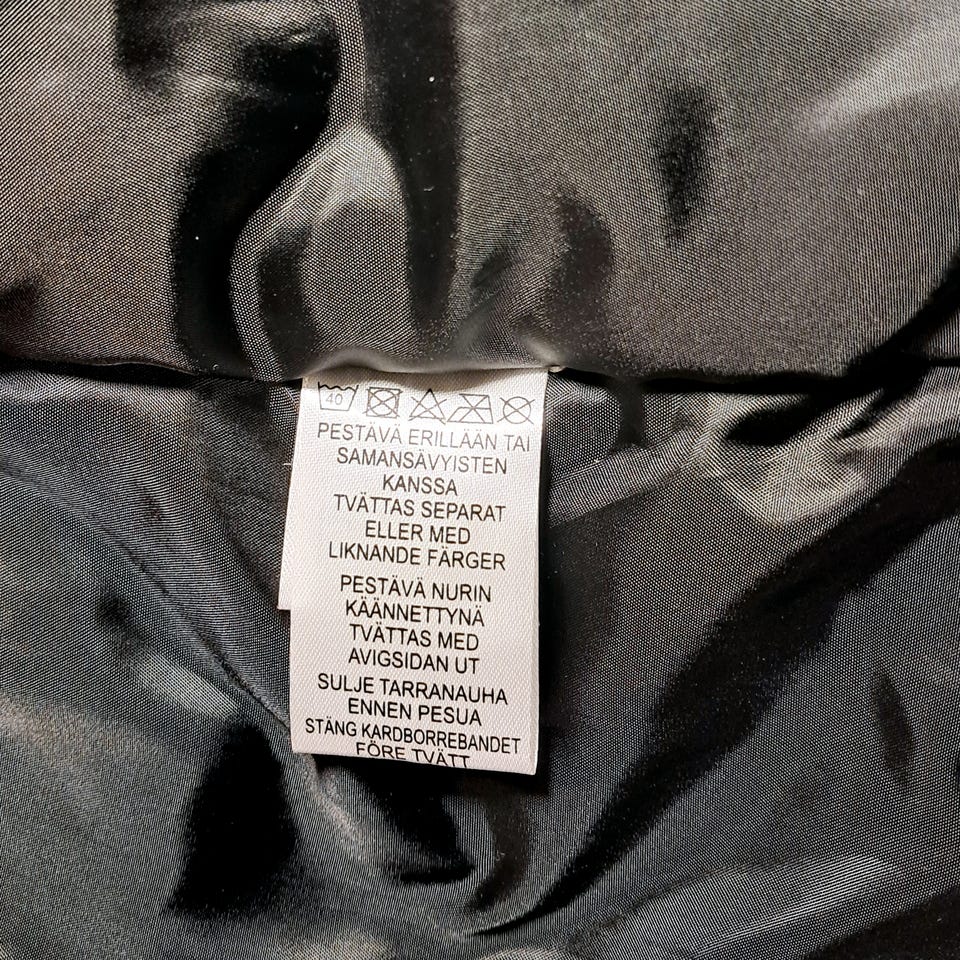 40
PESTÄVÄ ERILLÄÄN TAI
SAMANSÄVYISTEN
KANSSA
TVÄTTAS SEPARAT
ELLER MED
LIKNANDE FÄRGER
PESTÄVÄ NURIN
KÄÄNNETTYNÄ
TVÄTTAS MED
AVIGSIDAN UT
SULJE TARRANAUHA
ENNEN PESUA
STÄNG KARDBORREBANDET
FÖRE TVÄTT